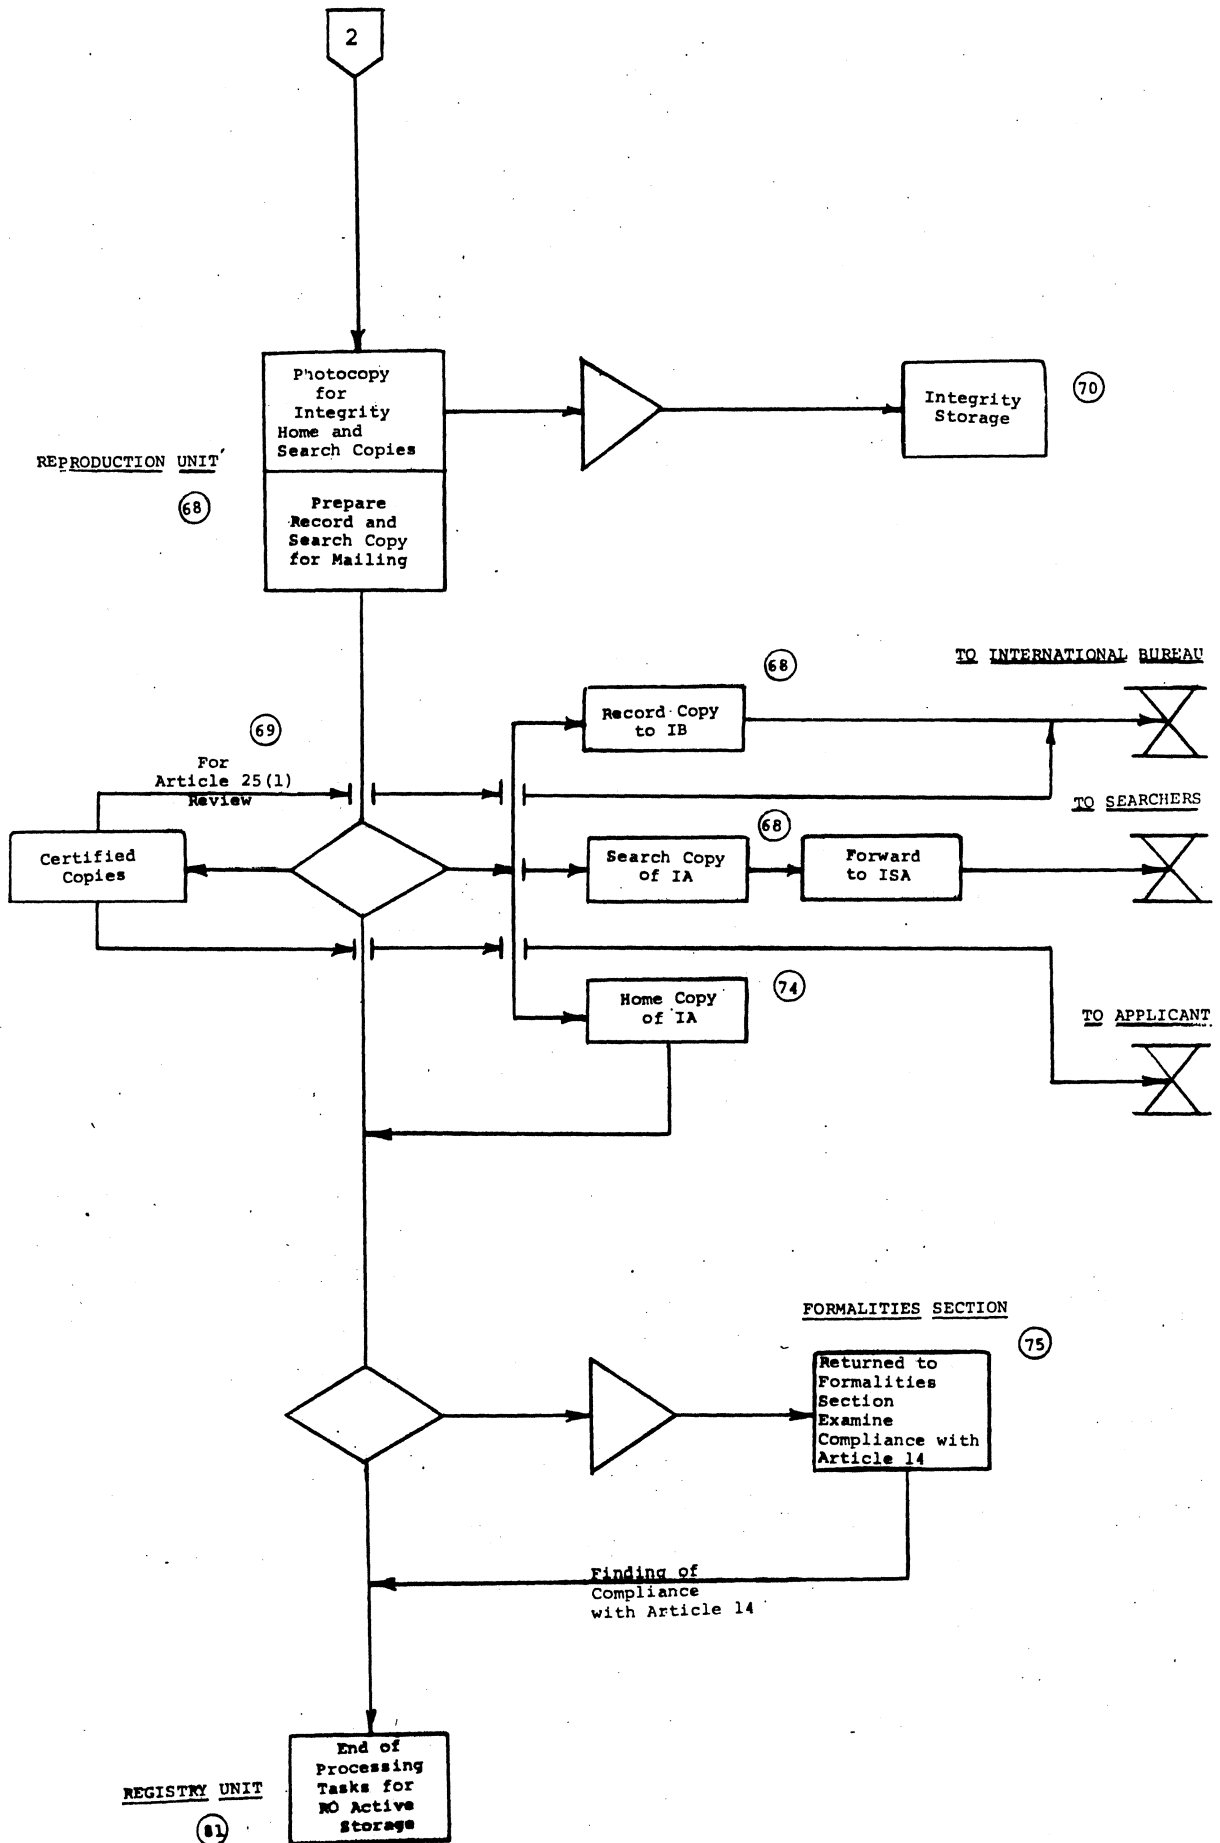 2
Photocopy
for
Integrity
Home and
Search Copies
Integrity
Storage
70
REPRODUCTION UNIT
68
Prepare
Record and
Search Copy
for Mailing
TO INTERNATIONAL BUREAU
68
Record Copy
to IB
69
For
Article 25(1)
Review
TO SEARCHERS
68
Certified
Copies
Search Copy
of IA
Forward
to ISA
74
Home Copy
of IA
TO APPLICANT
FORMALITIES SECTION
75
Returned to
Formalities
Section
Examine
Compliance with
Article 14
Finding of
Compliance
with Article 14
End of
Processing
Tasks for
RO Active
Storage
REGISTRY UNIT
81